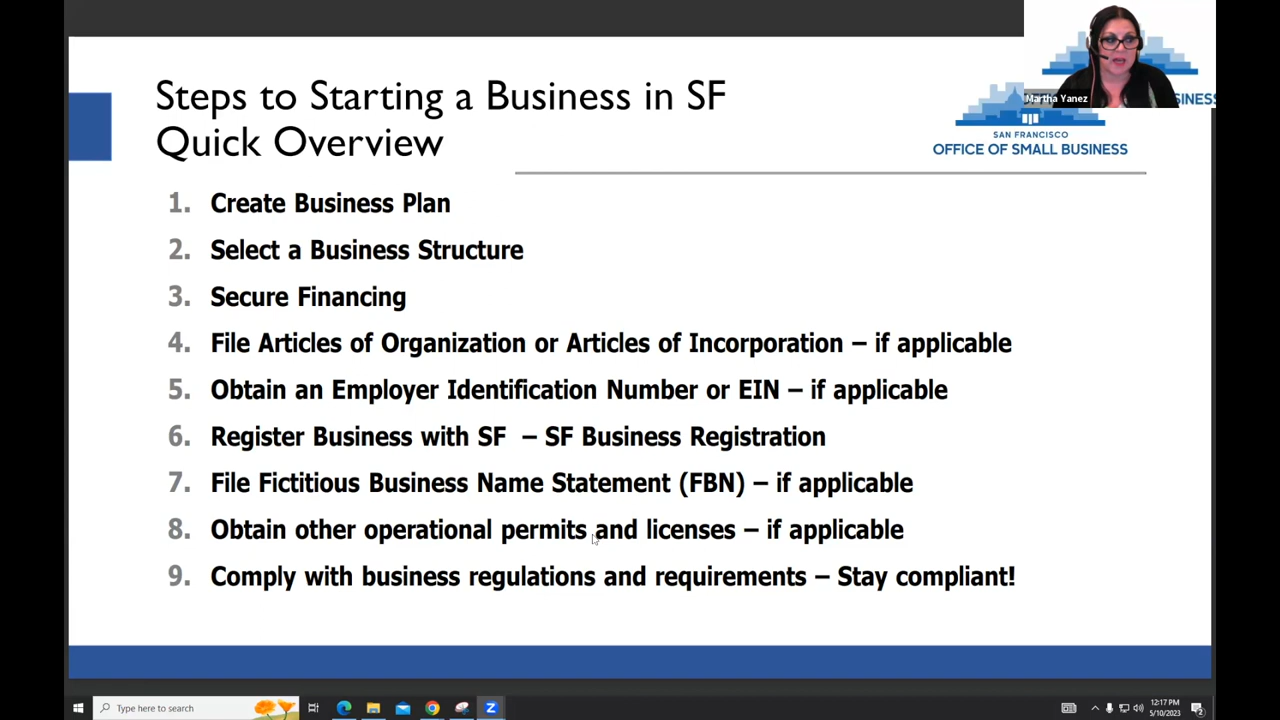 Steps to Starting a Business in SF
Quick Overview
Martha Yanez
BUSINESS
SAN FRANCISCO
OFFICE OF SMALL BUSINESS
1. Create Business Plan
2. Select a Business Structure
3. Secure Financing
4. File Articles of Organization or Articles of Incorporation – if applicable
5. Obtain an Employer Identification Number or EIN – if applicable
6. Register Business with SF – SF Business Registration
7. File Fictitious Business Name Statement (FBN) – if applicable
8. Obtain other operational permits and licenses – if applicable
9. Comply with business regulations and requirements – Stay compliant!
Type here to search
12:17 PM
5/10/2023